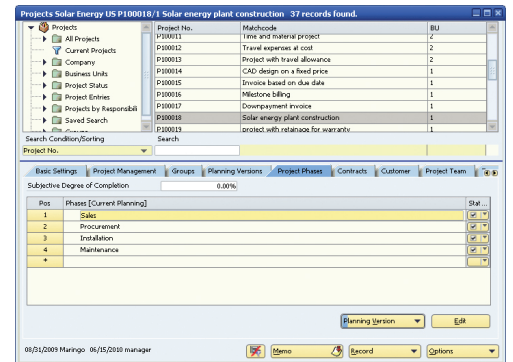 Projects Solar Energy US P100018/1 Solar energy plant construction 37 records found.
Projects
All Projects
Current Projects
Company
Business Units
Project Status
Project Entries
Projects by Responsibili
Saved Search
Project No. Matchcode BU
P100011 Time and material project 2
P100012 Travel expenses at cost 2
P100013 Project with travel allowance 2
P100014 CAD design on a fixed price 1
P100015 Invoice based on due date 1
P100016 Milestone billing 1
P100017 Downpayment invoice 1
P100018 Solar energy plant construction 1
P100019 project with retainage for warranty 1
Search Condition/Sorting Search
Project No.
Basic Settings Project Management Groups Planning Versions Project Phases Contracts Customer Project Team
Subjective Degree of Completion 0.00%
Pos Phases [Current Planning] Stat...
1 Sales
2 Procurement
3 Installation
4 Maintenance
*
Planning Version Edit
08/31/2009 Maringo 06/15/2010 manager Memo Record Options